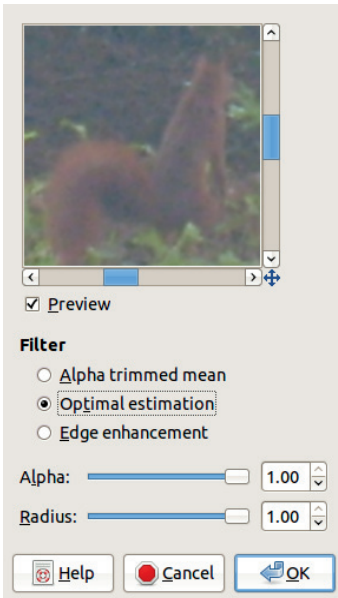 Preview
Filter
Alpha trimmed mean
Optimal estimation
Edge enhancement
Alpha: 1.00
Radius: 1.00
Help Cancel OK